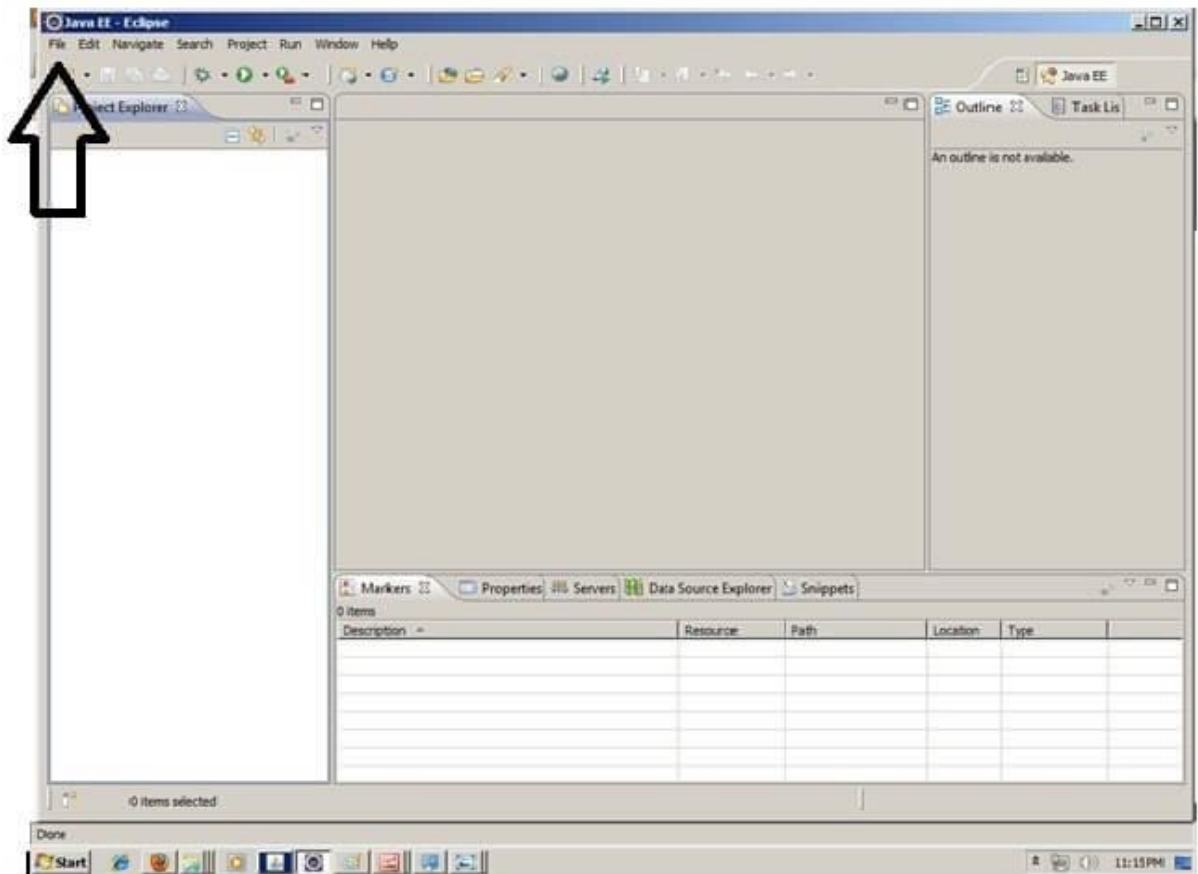 Java EE - Eclipse
File Edit Navigate Search Project Run Window Help
Java EE
Project Explorer
Outline Task Lis
An outline is not available.
Markers Properties Servers Data Source Explorer Snippets
0 items
Description Resource Path Location Type
0 items selected
Done
Start 11:15PM